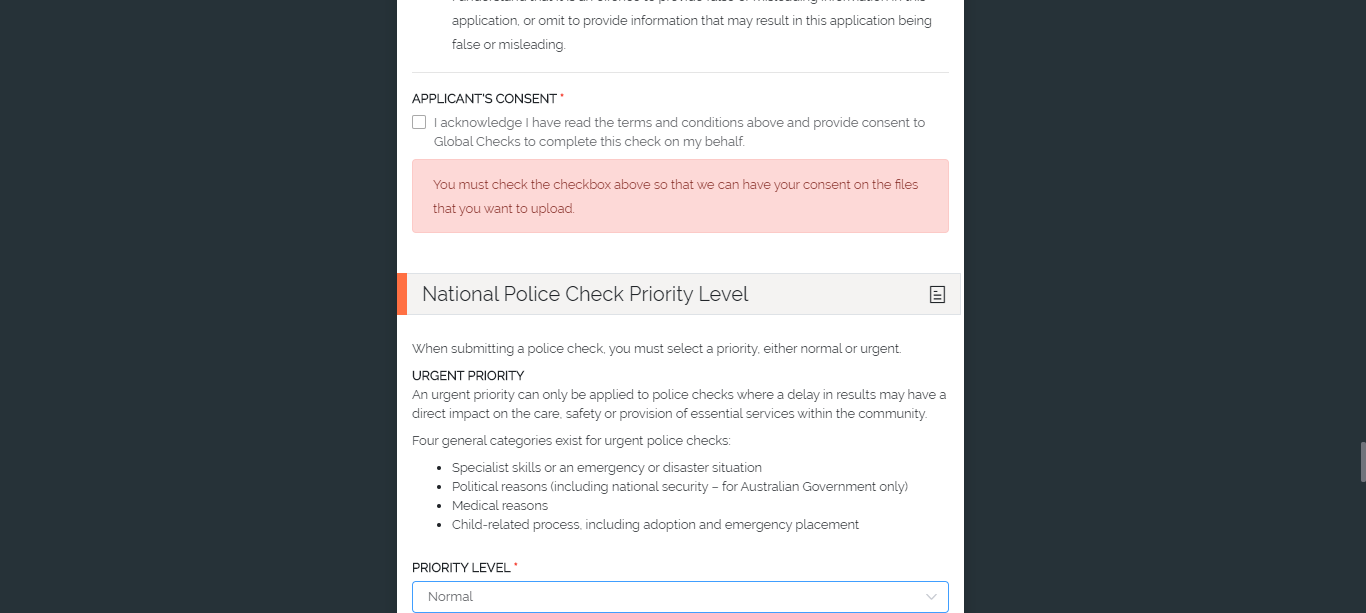 application, or omit to provide information that may result in this application being
false or misleading.
APPLICANT'S CONSENT *
I acknowledge I have read the terms and conditions above and provide consent to
Global Checks to complete this check on my behalf.
You must check the checkbox above so that we can have your consent on the files
that you want to upload.
National Police Check Priority Level
When submitting a police check, you must select a priority, either normal or urgent.
URGENT PRIORITY
An urgent priority can only be applied to police checks where a delay in results may have a
direct impact on the care, safety or provision of essential services within the community.
Four general categories exist for urgent police checks:
• Specialist skills or an emergency or disaster situation
• Political reasons (including national security – for Australian Government only)
• Medical reasons
• Child-related process, including adoption and emergency placement
PRIORITY LEVEL *
Normal